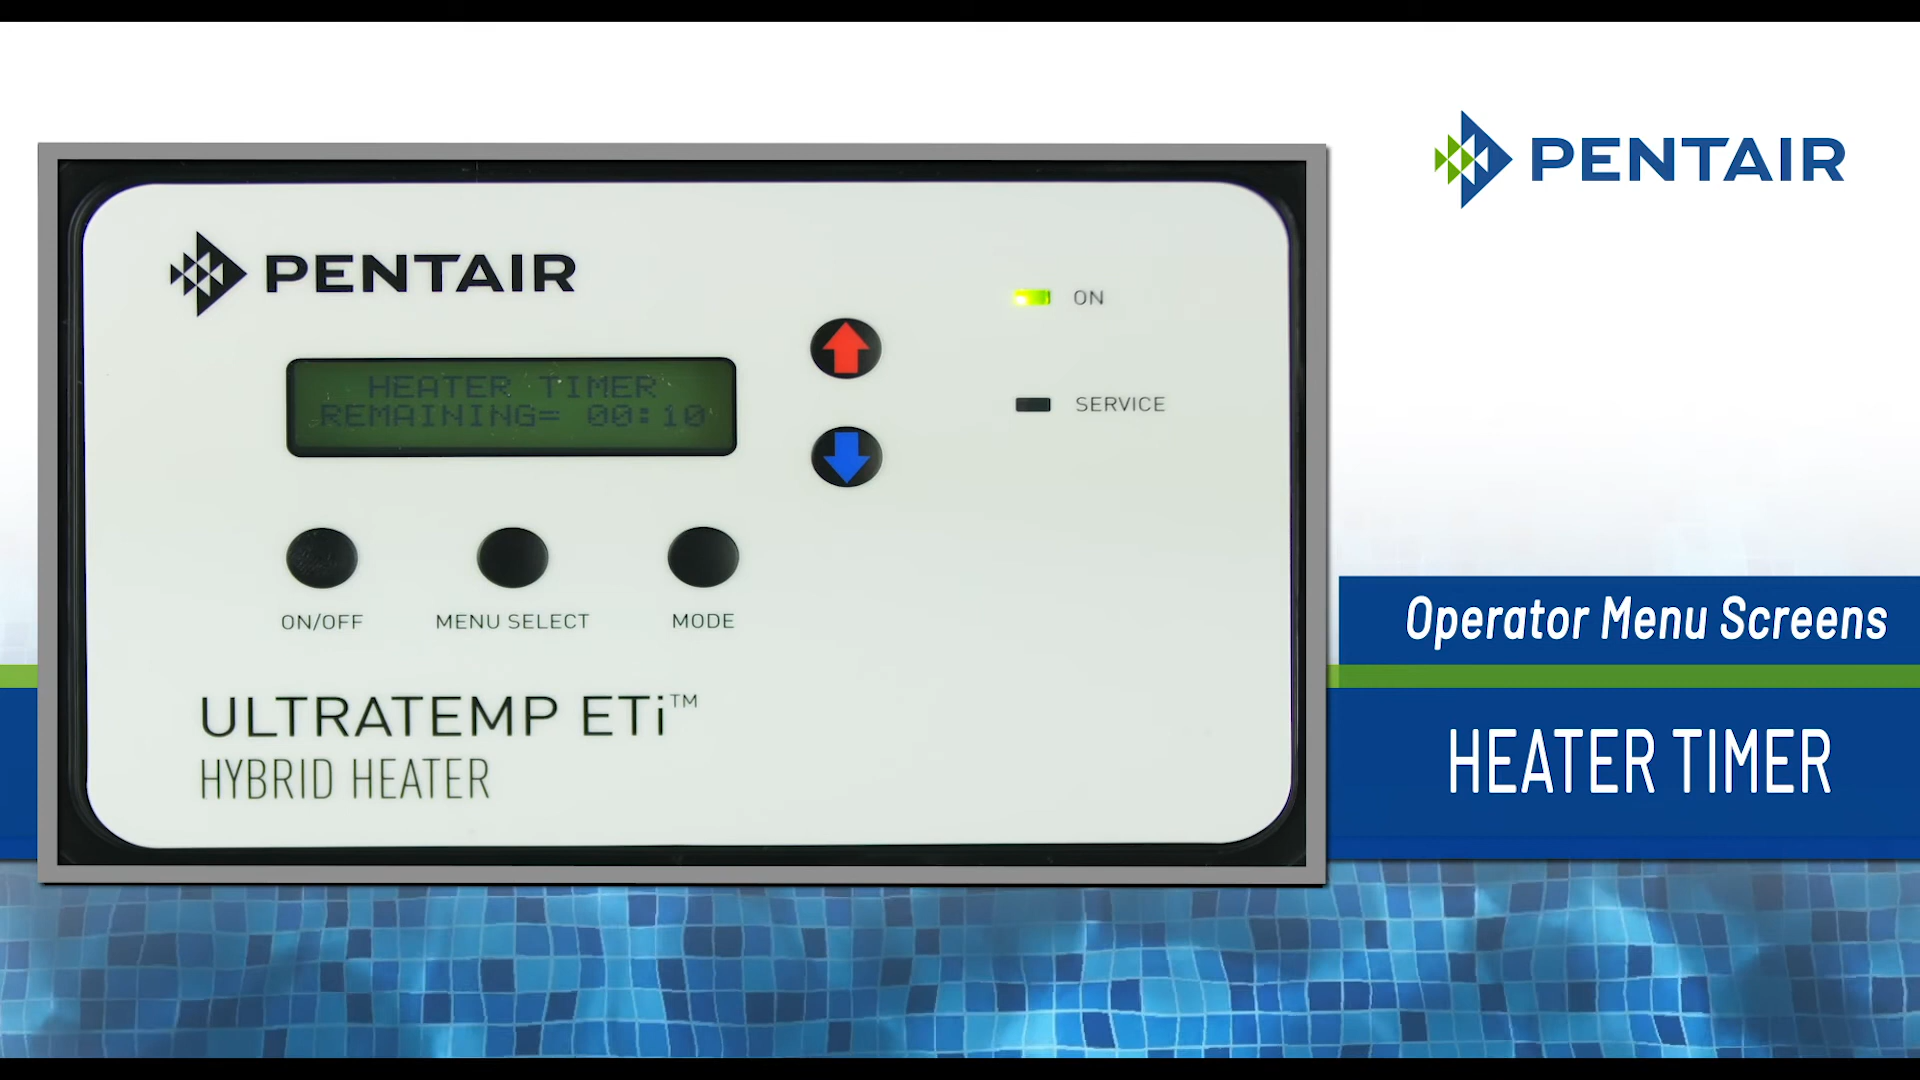 PENTAIR
PENTAIR
ON
HEATER TIMER
REMAINING= 00:10
SERVICE
ON/OFF
MENU SELECT
MODE
ULTRATEMP ETi™
HYBRID HEATER
Operator Menu Screens
HEATER TIMER